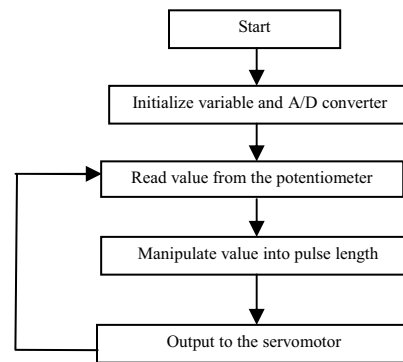 Start
Initialize variable and A/D converter
Read value from the potentiometer
Manipulate value into pulse length
Output to the servomotor